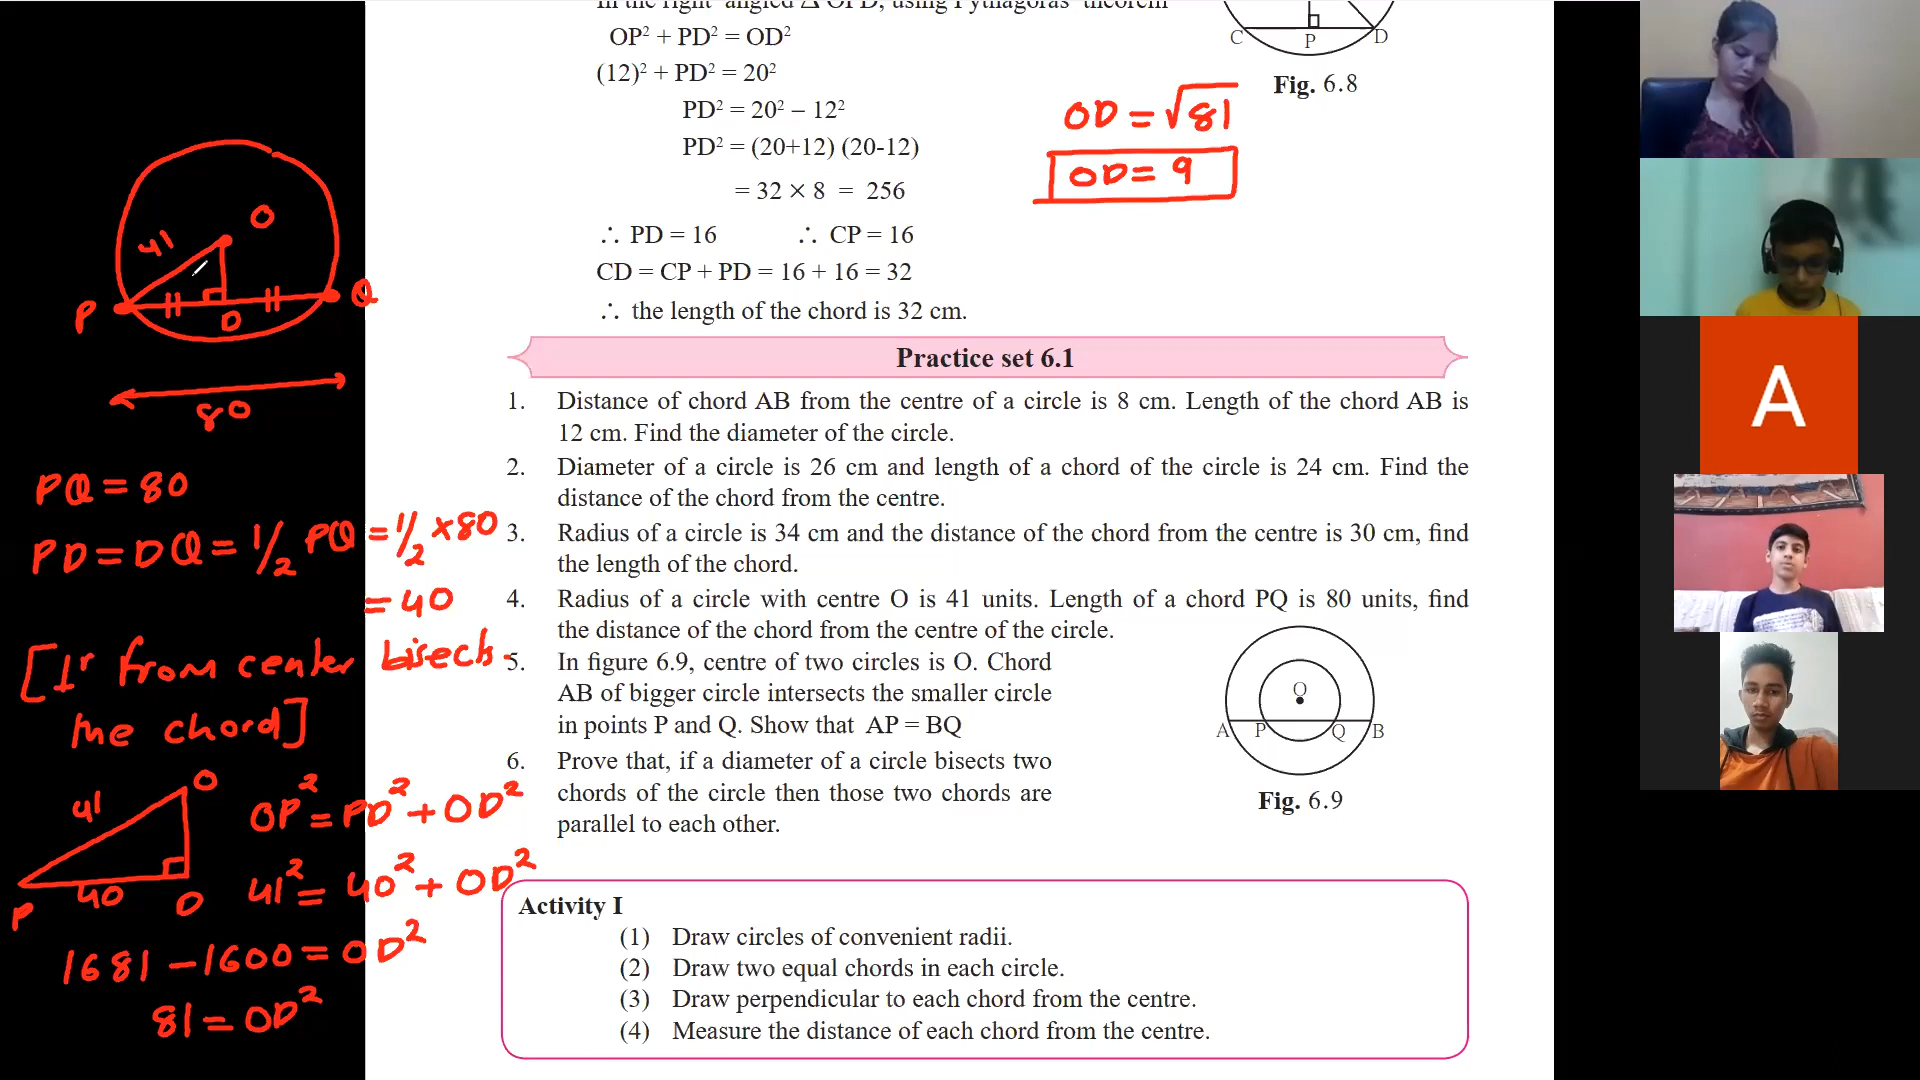 In the right angled △ OPD, using Pythagoras' theorem
OP² + PD² = OD²
(12)² + PD² = 20²
PD² = 20² − 12²
PD² = (20+12) (20-12)
= 32 × 8 = 256
∴ PD = 16 ∴ CP = 16
CD = CP + PD = 16 + 16 = 32
∴ the length of the chord is 32 cm.
C P D
Fig. 6.8
OD = √81
OD = 9
Practice set 6.1
1. Distance of chord AB from the centre of a circle is 8 cm. Length of the chord AB is
12 cm. Find the diameter of the circle.
2. Diameter of a circle is 26 cm and length of a chord of the circle is 24 cm. Find the
distance of the chord from the centre.
3. Radius of a circle is 34 cm and the distance of the chord from the centre is 30 cm, find
the length of the chord.
4. Radius of a circle with centre O is 41 units. Length of a chord PQ is 80 units, find
the distance of the chord from the centre of the circle.
5. In figure 6.9, centre of two circles is O. Chord
AB of bigger circle intersects the smaller circle
in points P and Q. Show that AP = BQ
6. Prove that, if a diameter of a circle bisects two
chords of the circle then those two chords are
parallel to each other.
O
A P Q B
Fig. 6.9
Activity I
(1) Draw circles of convenient radii.
(2) Draw two equal chords in each circle.
(3) Draw perpendicular to each chord from the centre.
(4) Measure the distance of each chord from the centre.
O
41
P D Q
80
PQ = 80
PD = DQ = 1/2 PQ = 1/2 × 80
= 40
[⊥r from center bisects
the chord]
O
41
40
P D
OP² = PD² + OD²
41² = 40² + OD²
1681 − 1600 = OD²
81 = OD²
A